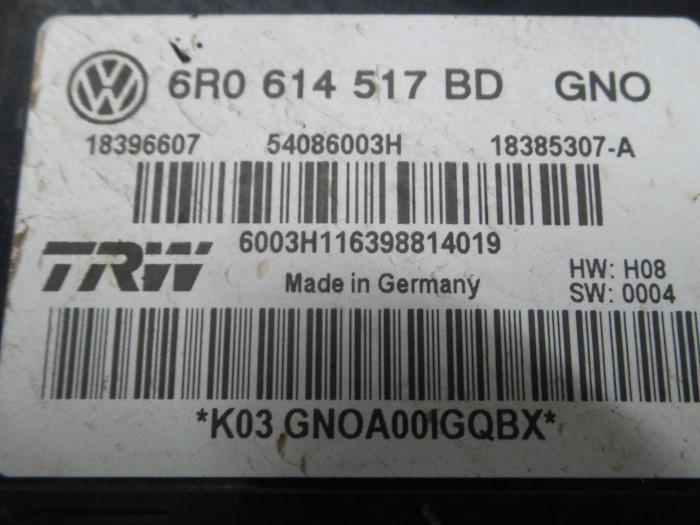 6R0 614 517 BD GNO
18396607 54086003H 18385307-A
6003H116398814019
TRW Made in Germany HW: H08
SW: 0004
*K03 GNOA00IGQBX*